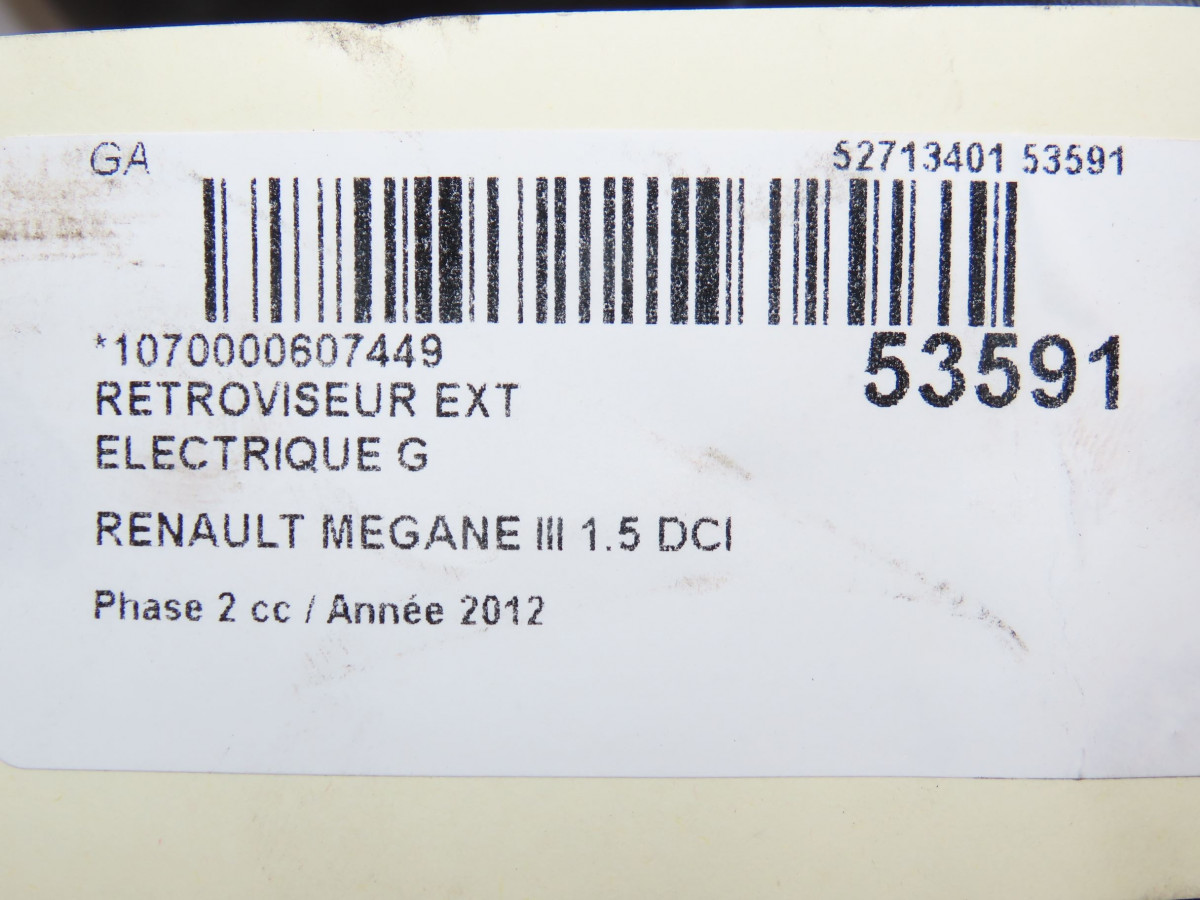 GA 52713401 53591
*1070000607449 53591
RETROVISEUR EXT
ELECTRIQUE G
RENAULT MEGANE III 1.5 DCI
Phase 2 cc / Année 2012